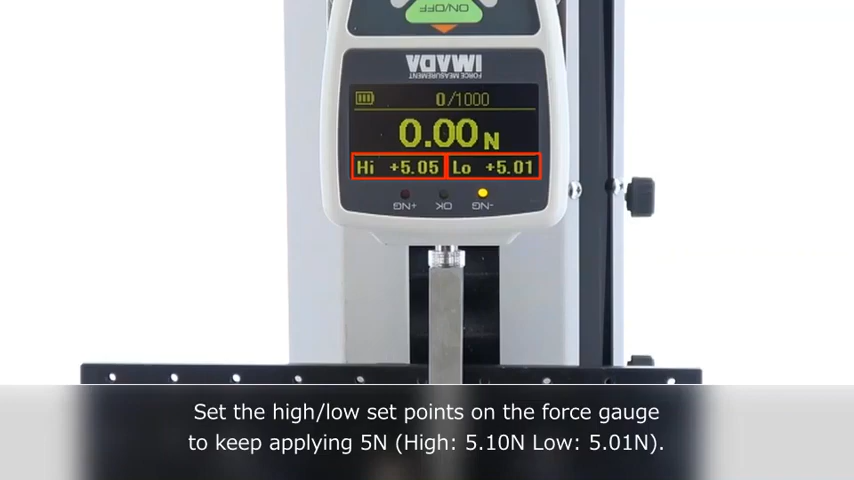 ON/OFF
IMADA
FORCE MEASUREMENT
0/1000
0.00 N
Hi +5.05 Lo +5.01
+NG OK -NG
Set the high/low set points on the force gauge
to keep applying 5N (High: 5.10N Low: 5.01N).